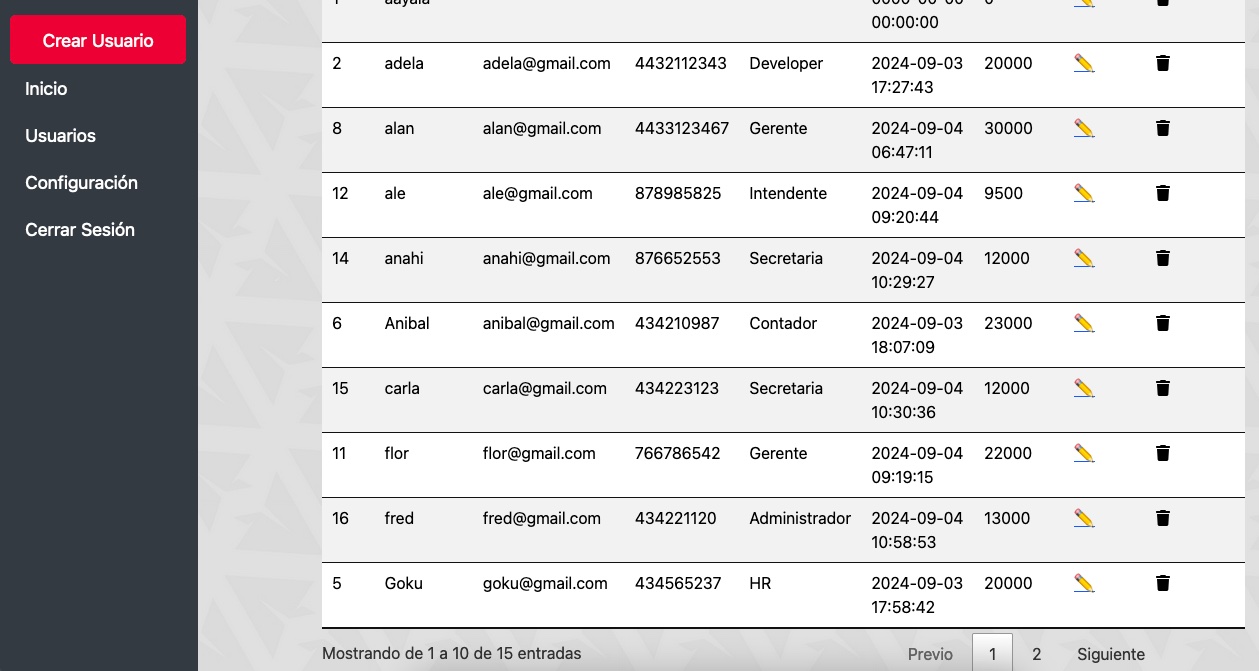 Crear Usuario
Inicio
Usuarios
Configuración
Cerrar Sesión
00:00:00
2 adela adela@gmail.com 4432112343 Developer 2024-09-03 20000
17:27:43
8 alan alan@gmail.com 4433123467 Gerente 2024-09-04 30000
06:47:11
12 ale ale@gmail.com 878985825 Intendente 2024-09-04 9500
09:20:44
14 anahi anahi@gmail.com 876652553 Secretaria 2024-09-04 12000
10:29:27
6 Anibal anibal@gmail.com 434210987 Contador 2024-09-03 23000
18:07:09
15 carla carla@gmail.com 434223123 Secretaria 2024-09-04 12000
10:30:36
11 flor flor@gmail.com 766786542 Gerente 2024-09-04 22000
09:19:15
16 fred fred@gmail.com 434221120 Administrador 2024-09-04 13000
10:58:53
5 Goku goku@gmail.com 434565237 HR 2024-09-03 20000
17:58:42
Mostrando de 1 a 10 de 15 entradas Previo 1 2 Siguiente